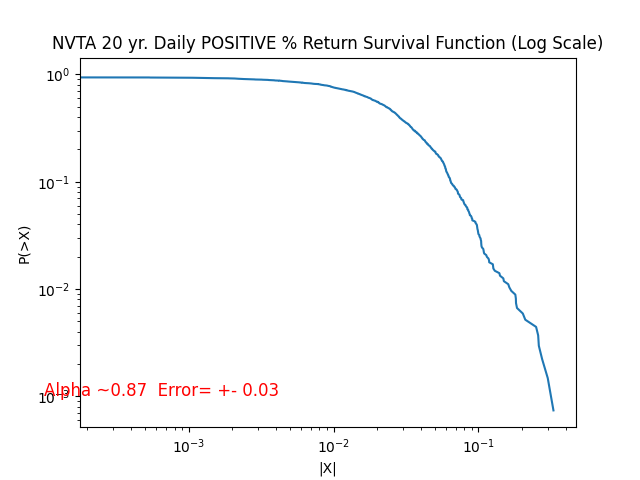 NVTA 20 yr. Daily POSITIVE % Return Survival Function (Log Scale)
10⁰
10⁻¹
10⁻²
10⁻³
P(>X)
Alpha ~0.87 Error= +- 0.03
10⁻³ 10⁻² 10⁻¹
|X|